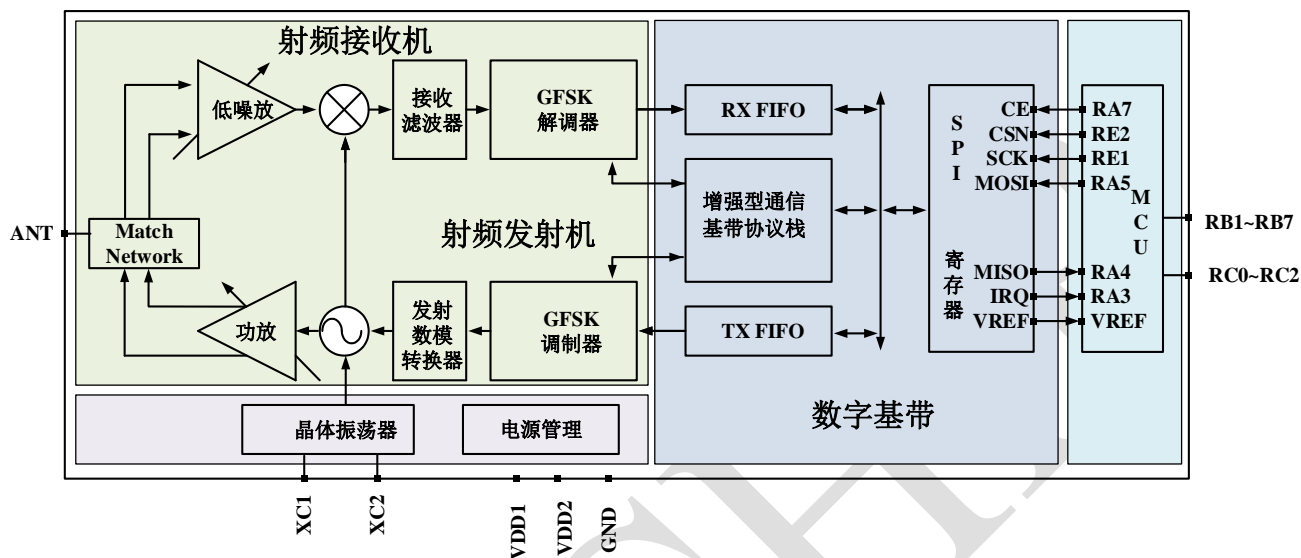 射频接收机
低噪放
接收
滤波器
GFSK
解调器
RX FIFO
增强型通信
基带协议栈
TX FIFO
射频发射机
ANT
Match
Network
功放
发射
数模
转换器
GFSK
调制器
数字基带
S
P
I
寄
存
器
CE
CSN
SCK
MOSI
MISO
IRQ
VREF
RA7
RE2
RE1
RA5
M
C
U
RA4
RA3
VREF
RB1~RB7
RC0~RC2
晶体振荡器
电源管理
XC1
XC2
VDD1
VDD2
GND